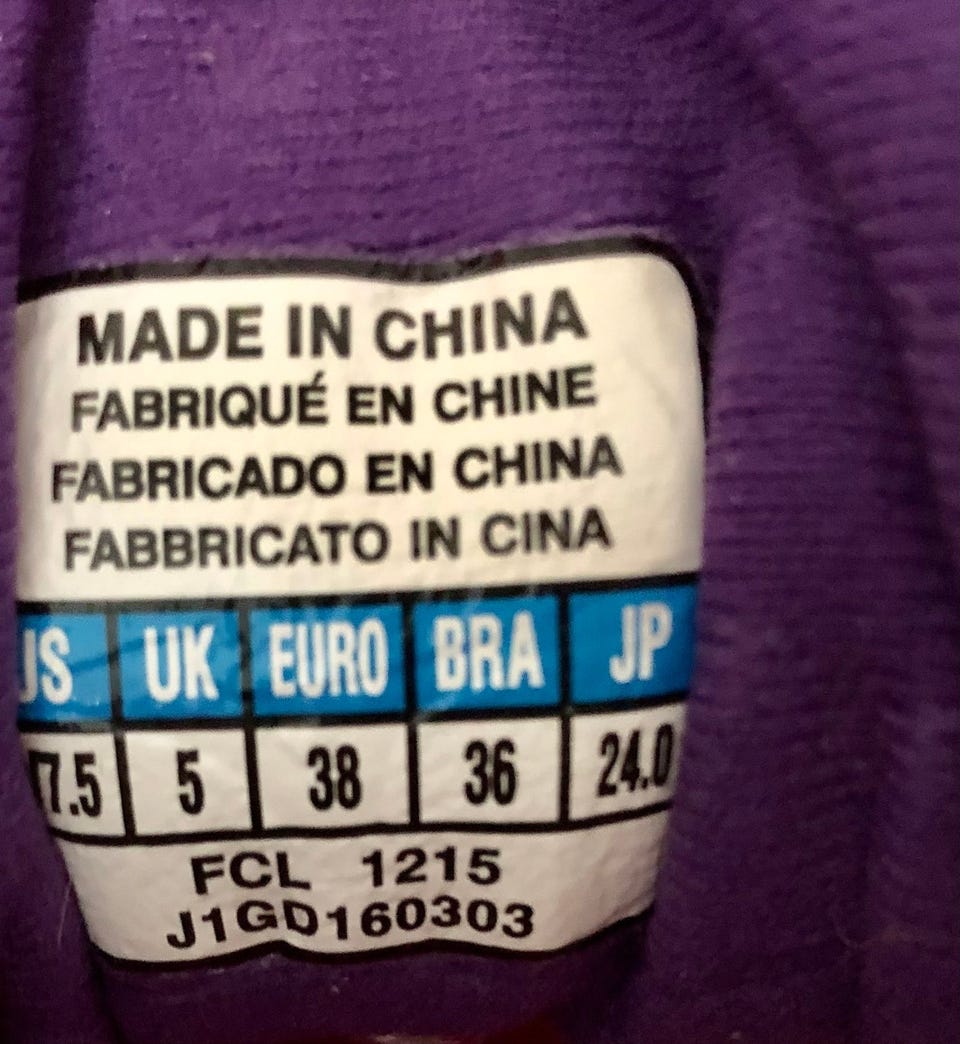 MADE IN CHINA
FABRIQUÉ EN CHINE
FABRICADO EN CHINA
FABBRICATO IN CINA
US UK EURO BRA JP
7.5 5 38 36 24.0
FCL 1215
J1GD160303